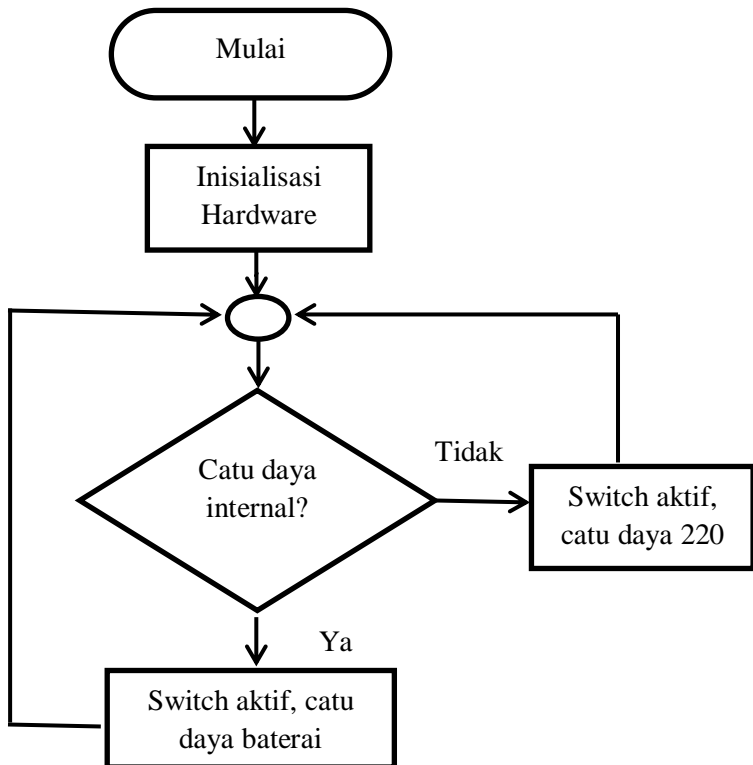 Mulai
Inisialisasi
Hardware
Catu daya
internal?
Tidak
Switch aktif,
catu daya 220
Ya
Switch aktif, catu
daya baterai